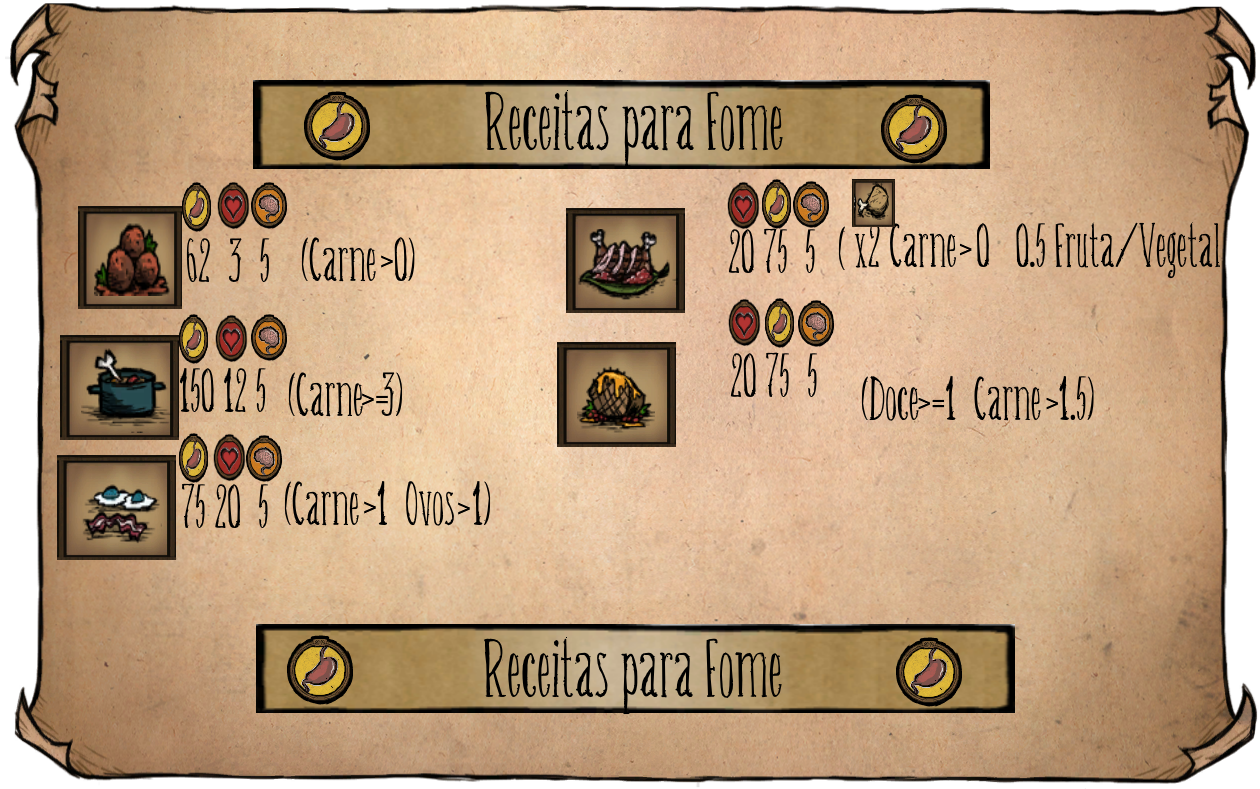 Receitas para Fome
62 3 5 (Carne>0)
150 12 5 (Carne>=3)
75 20 5 (Carne>1 Ovos>1)
20 75 5 ( x2 Carne>0 0.5 Fruta/Vegetal
20 75 5
(Doce>=1 Carne>1.5)
Receitas para Fome